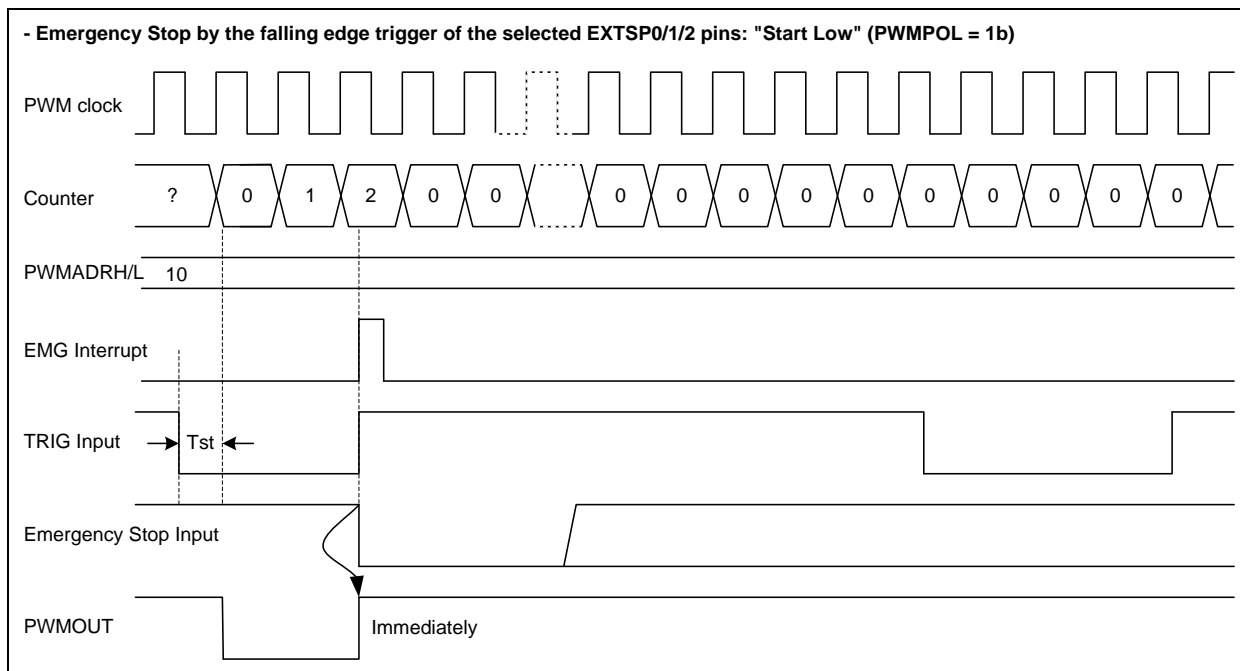 - Emergency Stop by the falling edge trigger of the selected EXTSP0/1/2 pins: "Start Low" (PWMPOL = 1b)
PWM clock
Counter ? 0 1 2 0 0 0 0 0 0 0 0 0 0 0 0
PWMADRH/L 10
EMG Interrupt
TRIG Input Tst
Emergency Stop Input
PWMOUT Immediately